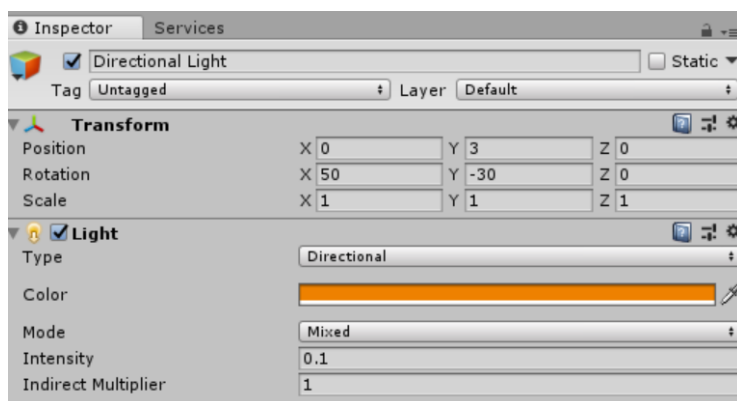 Inspector Services
Directional Light Static
Tag Untagged Layer Default
Transform
Position X 0 Y 3 Z 0
Rotation X 50 Y -30 Z 0
Scale X 1 Y 1 Z 1
Light
Type Directional
Color
Mode Mixed
Intensity 0.1
Indirect Multiplier 1